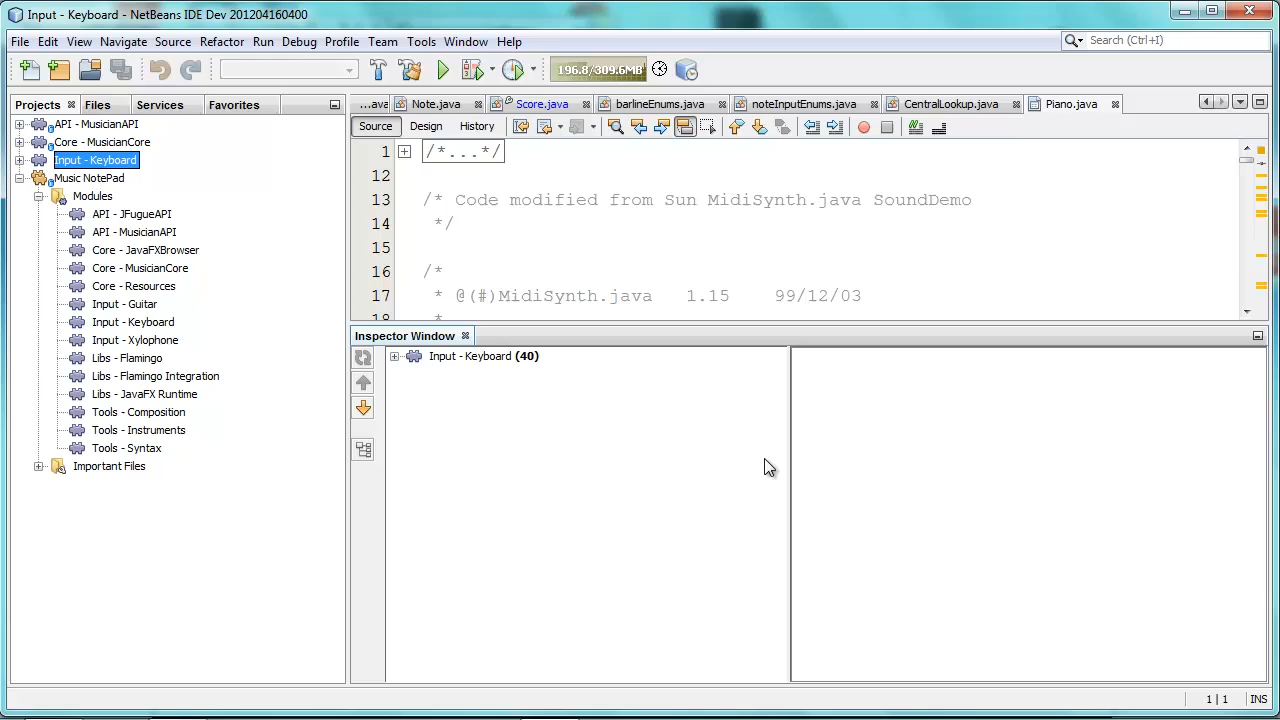 Input - Keyboard - NetBeans IDE Dev 201204160400
File Edit View Navigate Source Refactor Run Debug Profile Team Tools Window Help
Search (Ctrl+I)
196.8/309.6MB
Projects Files Services Favorites
...ava Note.java Score.java barlineEnums.java noteInputEnums.java CentralLookup.java Piano.java
Source Design History
API - MusicianAPI
Core - MusicianCore
Input - Keyboard
Music NotePad
Modules
API - JFugueAPI
API - MusicianAPI
Core - JavaFXBrowser
Core - MusicianCore
Core - Resources
Input - Guitar
Input - Keyboard
Input - Xylophone
Libs - Flamingo
Libs - Flamingo Integration
Libs - JavaFX Runtime
Tools - Composition
Tools - Instruments
Tools - Syntax
Important Files
1 /*...*/
12
13 /* Code modified from Sun MidiSynth.java SoundDemo
14 */
15
16 /*
17 * @(#)MidiSynth.java 1.15 99/12/03
18 *
Inspector Window
Input - Keyboard (40)
1 | 1 INS